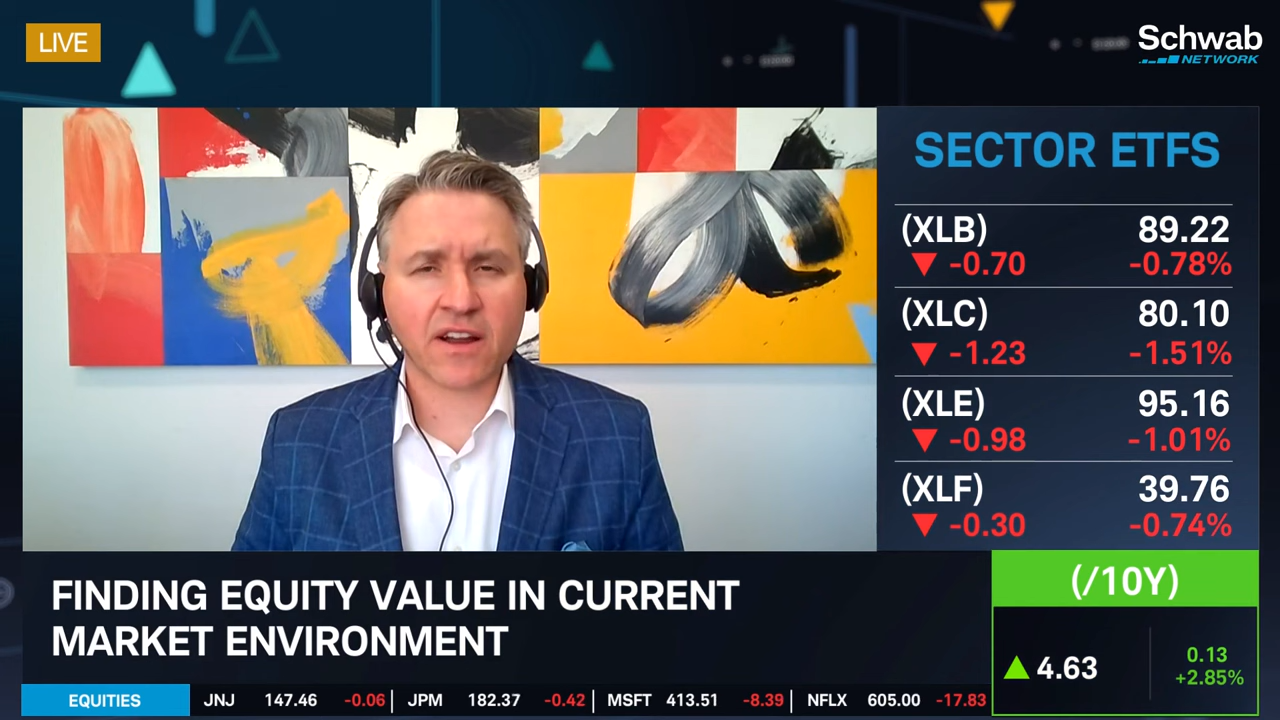 LIVE
Schwab
NETWORK
SECTOR ETFS
(XLB) 89.22
▼ -0.70 -0.78%
(XLC) 80.10
▼ -1.23 -1.51%
(XLE) 95.16
▼ -0.98 -1.01%
(XLF) 39.76
▼ -0.30 -0.74%
FINDING EQUITY VALUE IN CURRENT
MARKET ENVIRONMENT
(/10Y)
▲ 4.63 0.13
+2.85%
EQUITIES JNJ 147.46 -0.06 JPM 182.37 -0.42 MSFT 413.51 -8.39 NFLX 605.00 -17.83